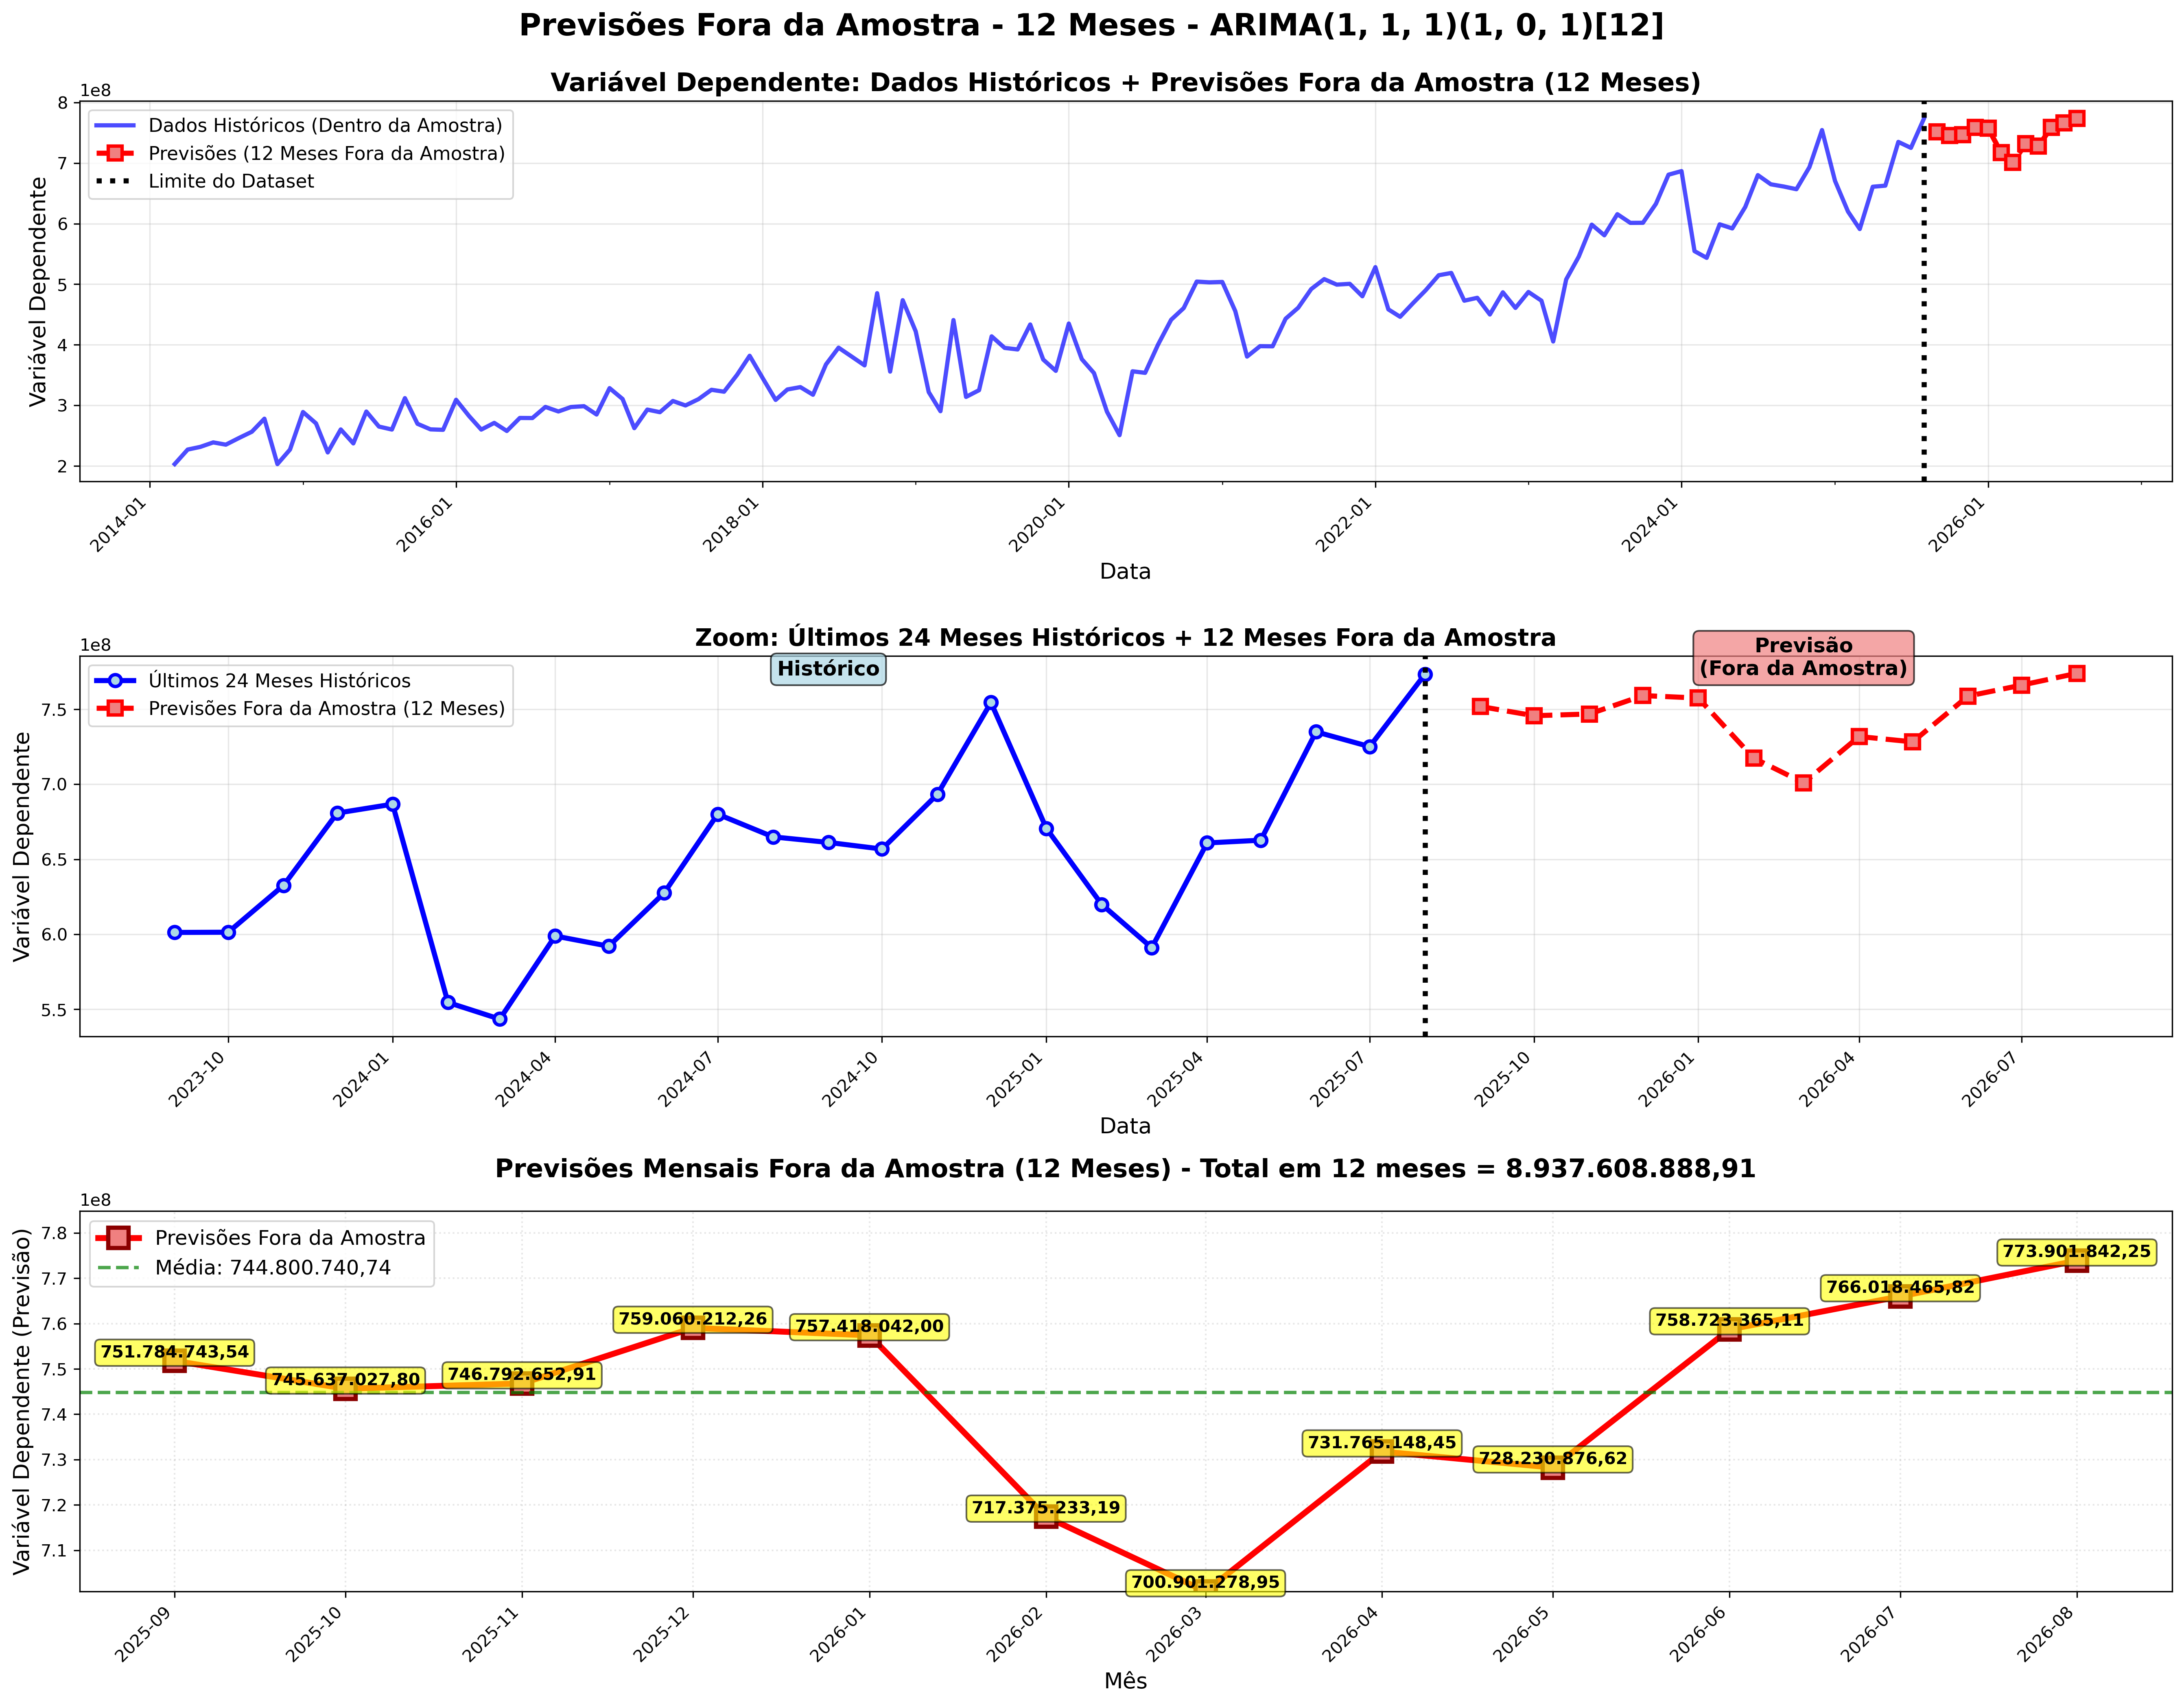 Previsões Fora da Amostra - 12 Meses - ARIMA(1, 1, 1)(1, 0, 1)[12]
Variável Dependente: Dados Históricos + Previsões Fora da Amostra (12 Meses)
1e8
Dados Históricos (Dentro da Amostra)
Previsões (12 Meses Fora da Amostra)
Limite do Dataset
Variável Dependente
8
7
6
5
4
3
2
2014-01
2016-01
2018-01
2020-01
2022-01
2024-01
2026-01
Data
Zoom: Últimos 24 Meses Históricos + 12 Meses Fora da Amostra
1e8
Últimos 24 Meses Históricos
Previsões Fora da Amostra (12 Meses)
Histórico
Previsão
(Fora da Amostra)
Variável Dependente
7.5
7.0
6.5
6.0
5.5
2023-10
2024-01
2024-04
2024-07
2024-10
2025-01
2025-04
2025-07
2025-10
2026-01
2026-04
2026-07
Data
Previsões Mensais Fora da Amostra (12 Meses) - Total em 12 meses = 8.937.608.888,91
1e8
Previsões Fora da Amostra
Média: 744.800.740,74
Variável Dependente (Previsão)
7.8
7.7
7.6
7.5
7.4
7.3
7.2
7.1
751.784.743,54
745.637.027,80
746.792.652,91
759.060.212,26
757.418.042,00
717.375.233,19
700.901.278,95
731.765.148,45
728.230.876,62
758.723.365,11
766.018.465,82
773.901.842,25
2025-09
2025-10
2025-11
2025-12
2026-01
2026-02
2026-03
2026-04
2026-05
2026-06
2026-07
2026-08
Mês